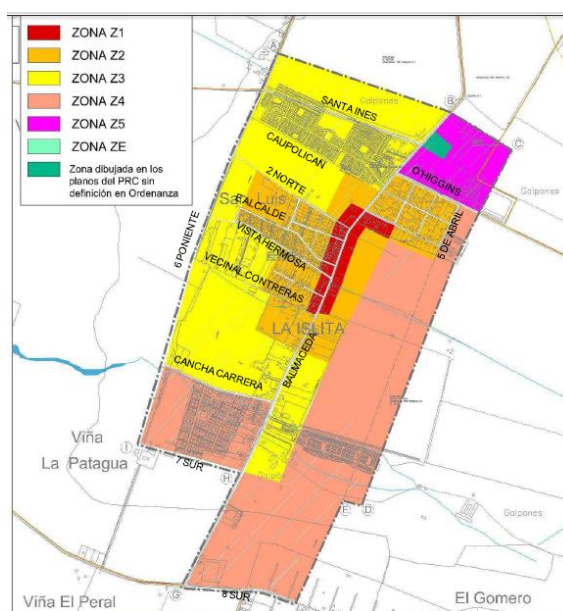 ZONA Z1
ZONA Z2
ZONA Z3
ZONA Z4
ZONA Z5
ZONA ZE
Zona dibujada en los
planos del PRC sin
definición en Ordenanza
A
B
C
Galpones
SANTA INES
CAUPOLICAN
O'HIGGINS
2 NORTE
San Luis
Galpones
5 DE ABRIL
VISTA HERMOSA
6 PONIENTE
VECINAL CONTRERAS
LA ISLITA
BALMACEDA
CANCHA CARRERA
Viña
La Patagua
I
7 SUR
H
E
D
Galpones
G
8 SUR
Viña El Peral
El Gomero